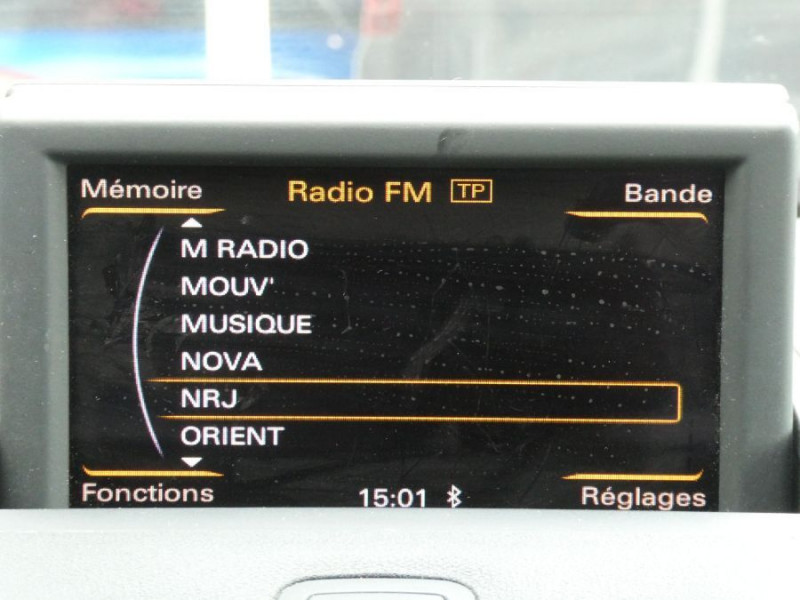 Mémoire Radio FM TP Bande
M RADIO
MOUV'
MUSIQUE
NOVA
NRJ
ORIENT
Fonctions 15:01 Réglages